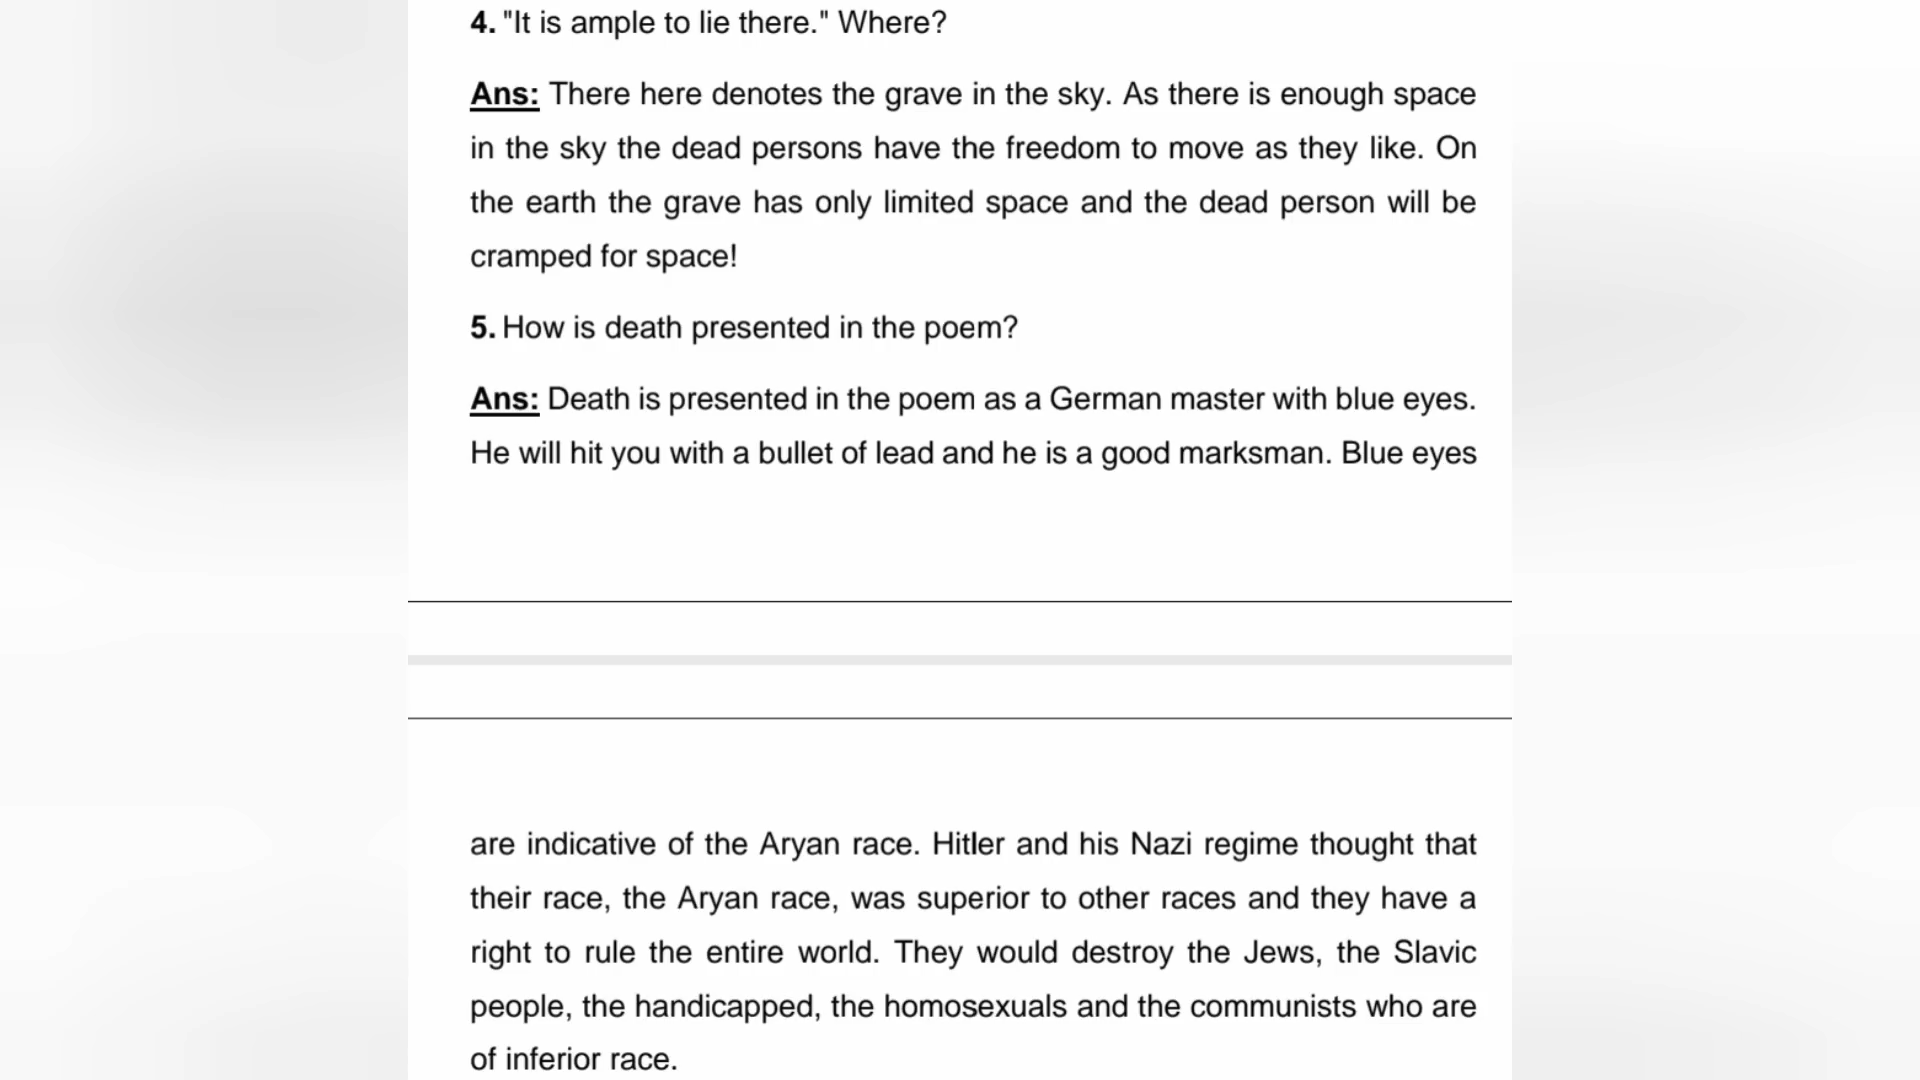 4. "It is ample to lie there." Where?
Ans: There here denotes the grave in the sky. As there is enough space
in the sky the dead persons have the freedom to move as they like. On
the earth the grave has only limited space and the dead person will be
cramped for space!
5. How is death presented in the poem?
Ans: Death is presented in the poem as a German master with blue eyes.
He will hit you with a bullet of lead and he is a good marksman. Blue eyes
are indicative of the Aryan race. Hitler and his Nazi regime thought that
their race, the Aryan race, was superior to other races and they have a
right to rule the entire world. They would destroy the Jews, the Slavic
people, the handicapped, the homosexuals and the communists who are
of inferior race.